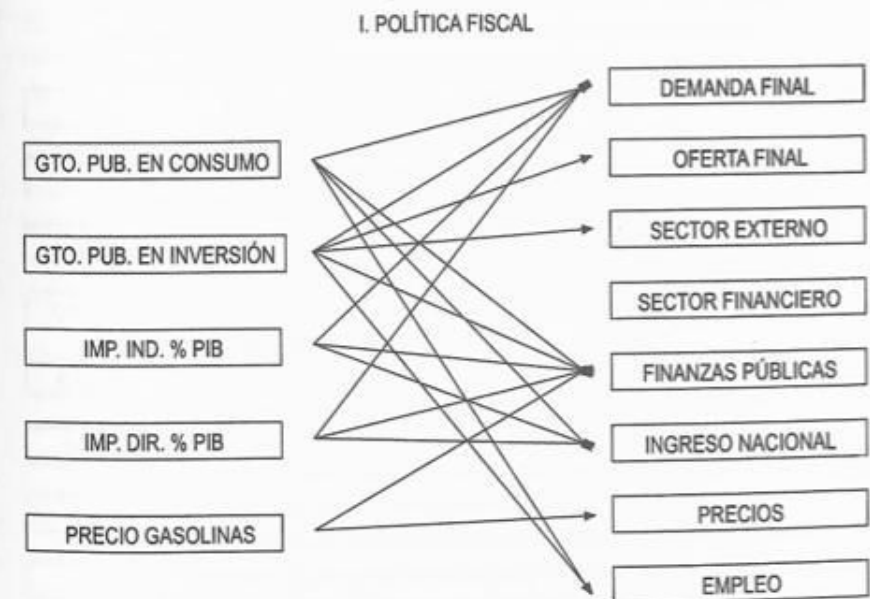 I. POLÍTICA FISCAL
GTO. PUB. EN CONSUMO
GTO. PUB. EN INVERSIÓN
IMP. IND. % PIB
IMP. DIR. % PIB
PRECIO GASOLINAS
DEMANDA FINAL
OFERTA FINAL
SECTOR EXTERNO
SECTOR FINANCIERO
FINANZAS PÚBLICAS
INGRESO NACIONAL
PRECIOS
EMPLEO